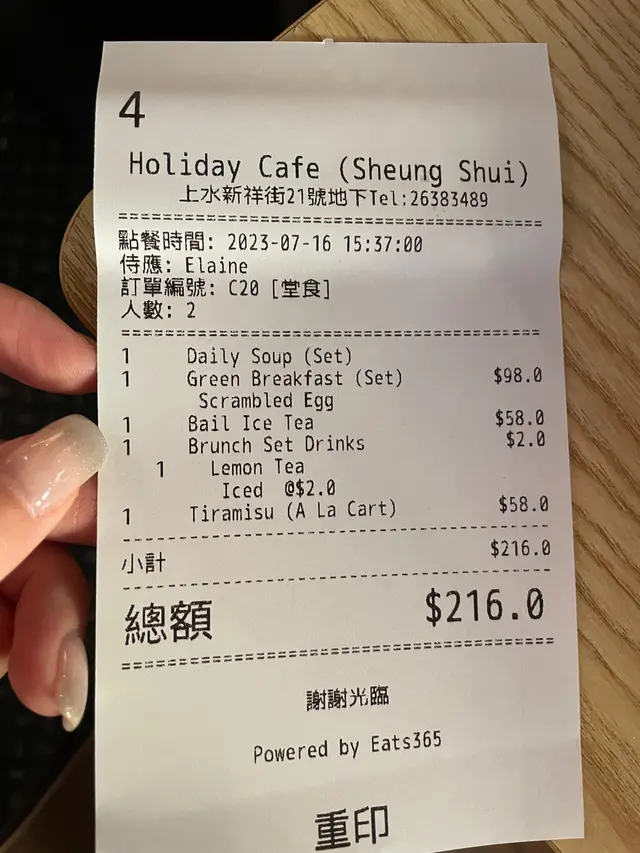 4
Holiday Cafe (Sheung Shui)
上水新祥街21號地下Tel:26383489
點餐時間: 2023-07-16 15:37:00
侍應: Elaine
訂單編號: C20 [堂食]
人數: 2
1 Daily Soup (Set)
1 Green Breakfast (Set) $98.0
Scrambled Egg
1 Bail Ice Tea $58.0
1 Brunch Set Drinks $2.0
1 Lemon Tea
Iced @$2.0
1 Tiramisu (A La Cart) $58.0
小計 $216.0
總額 $216.0
謝謝光臨
Powered by Eats365
重印